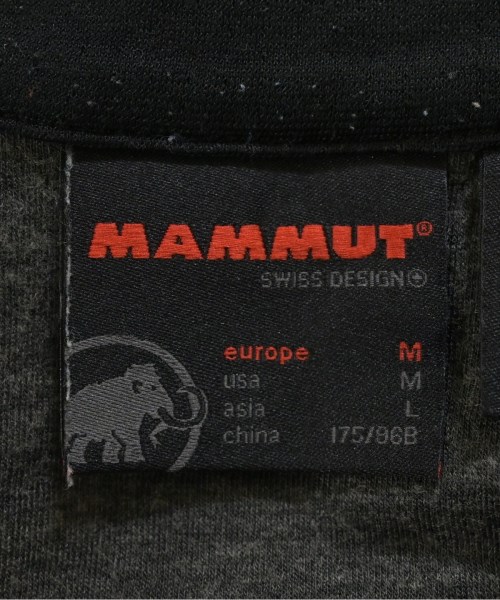 MAMMUT®
SWISS DESIGN
europe M
usa M
asia L
china 175/96B